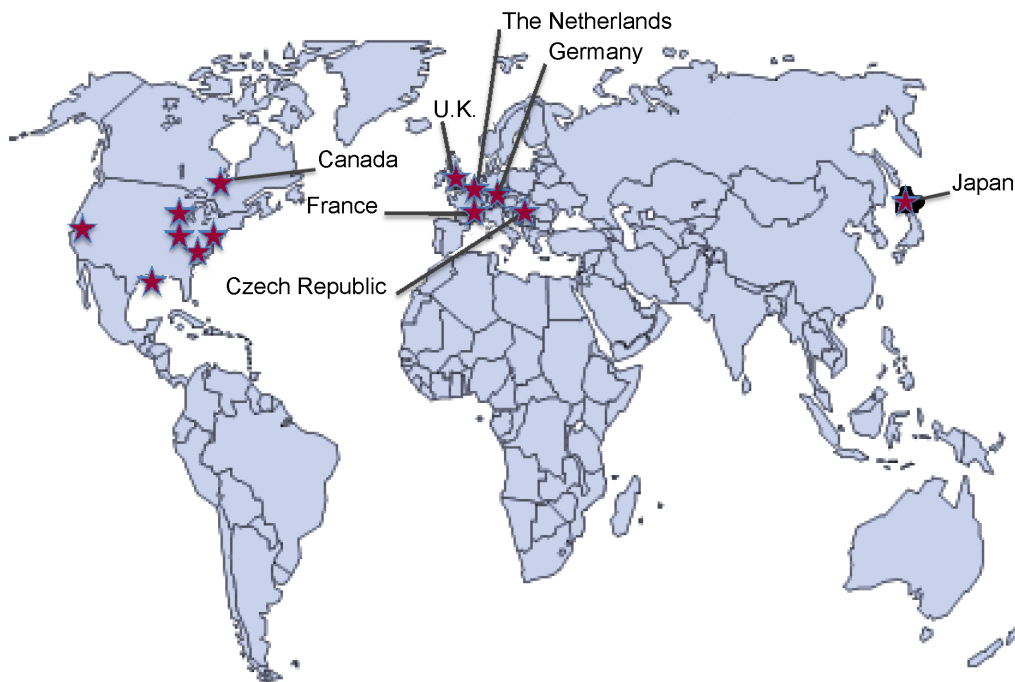 The Netherlands
Germany
U.K.
Canada
Japan
France
Czech Republic